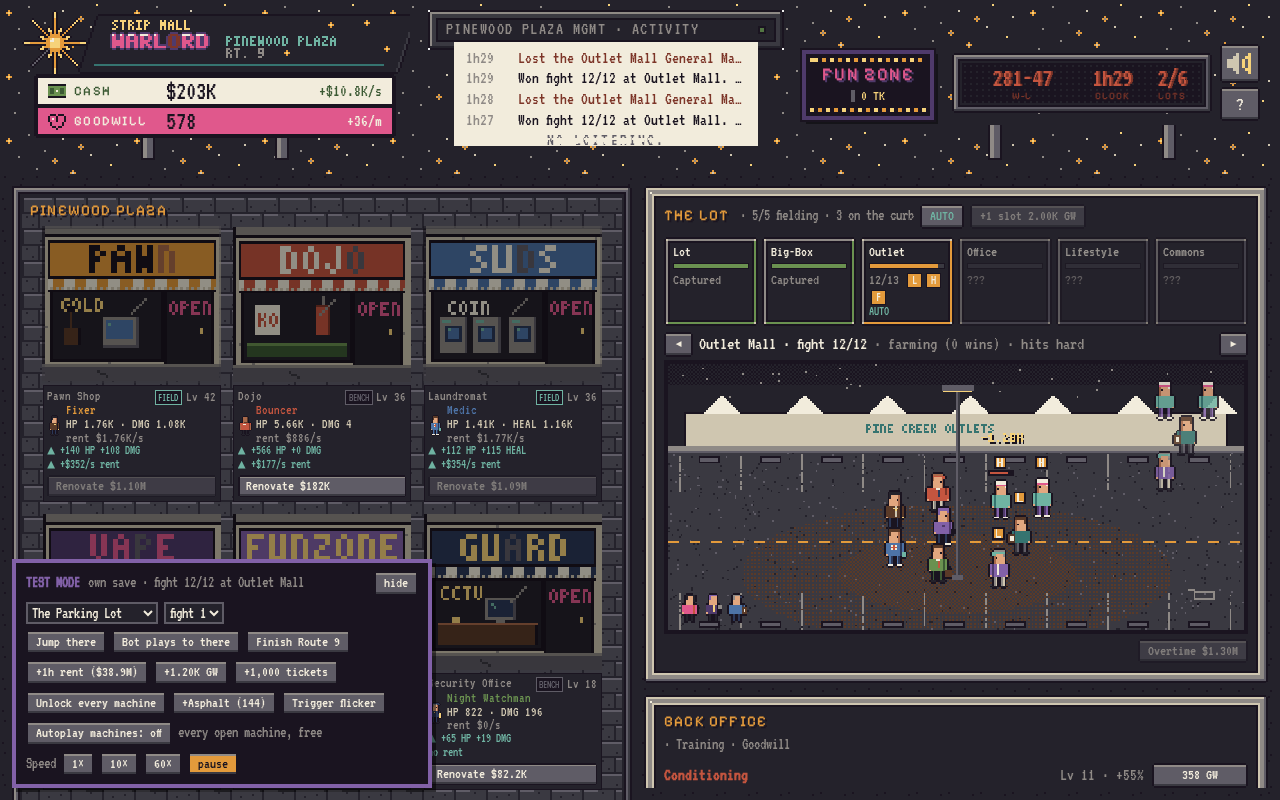 STRIP MALL
WARLORD
PINEWOOD PLAZA
RT. 9
CASH $203K +$10.8K/s
GOODWILL 578 +36/m
PINEWOOD PLAZA MGMT · ACTIVITY
1h29 Lost the Outlet Mall General Ma…
1h29 Won fight 12/12 at Outlet Mall. …
1h28 Lost the Outlet Mall General Ma…
1h27 Won fight 12/12 at Outlet Mall. …
NO LOITERING.
FUN ZONE
0 TK
281-47 1h29 2/6
W-L CLOCK LOTS
?
PINEWOOD PLAZA
PAWN DOJO SUDS
GOLD OPEN KO OPEN COIN OPEN
Pawn Shop FIELD Lv 42
Fixer
HP 1.76K · DMG 1.08K
rent $1.76K/s
▲ +140 HP +108 DMG
▲ +$352/s rent
Renovate $1.10M
Dojo BENCH Lv 36
Bouncer
HP 5.66K · DMG 4
rent $886/s
▲ +566 HP +0 DMG
▲ +$177/s rent
Renovate $182K
Laundromat FIELD Lv 36
Medic
HP 1.41K · HEAL 1.16K
rent $1.77K/s
▲ +112 HP +115 HEAL
▲ +$354/s rent
Renovate $1.09M
VAPE FUNZONE GUARD
CCTV OPEN
Security Office BENCH Lv 18
Night Watchman
HP 822 · DMG 196
rent $0/s
+65 HP +19 DMG
rent
Renovate $82.2K
TEST MODE own save · fight 12/12 at Outlet Mall hide
The Parking Lot fight 1
Jump there Bot plays to there Finish Route 9
+1h rent ($38.9M) +1.20K GW +1,000 tickets
Unlock every machine +Asphalt (144) Trigger flicker
Autoplay machines: off every open machine, free
Speed 1× 10× 60× pause
THE LOT · 5/5 fielding · 3 on the curb AUTO +1 slot 2.00K GW
Lot
Captured
Big-Box
Captured
Outlet
12/13 L H
F
AUTO
Office
???
Lifestyle
???
Commons
???
◄ Outlet Mall · fight 12/12 · farming (0 wins) · hits hard ►
PINE CREEK OUTLETS
H H
L
L
Overtime $1.30M
BACK OFFICE
· Training · Goodwill
Conditioning Lv 11 · +55% 358 GW